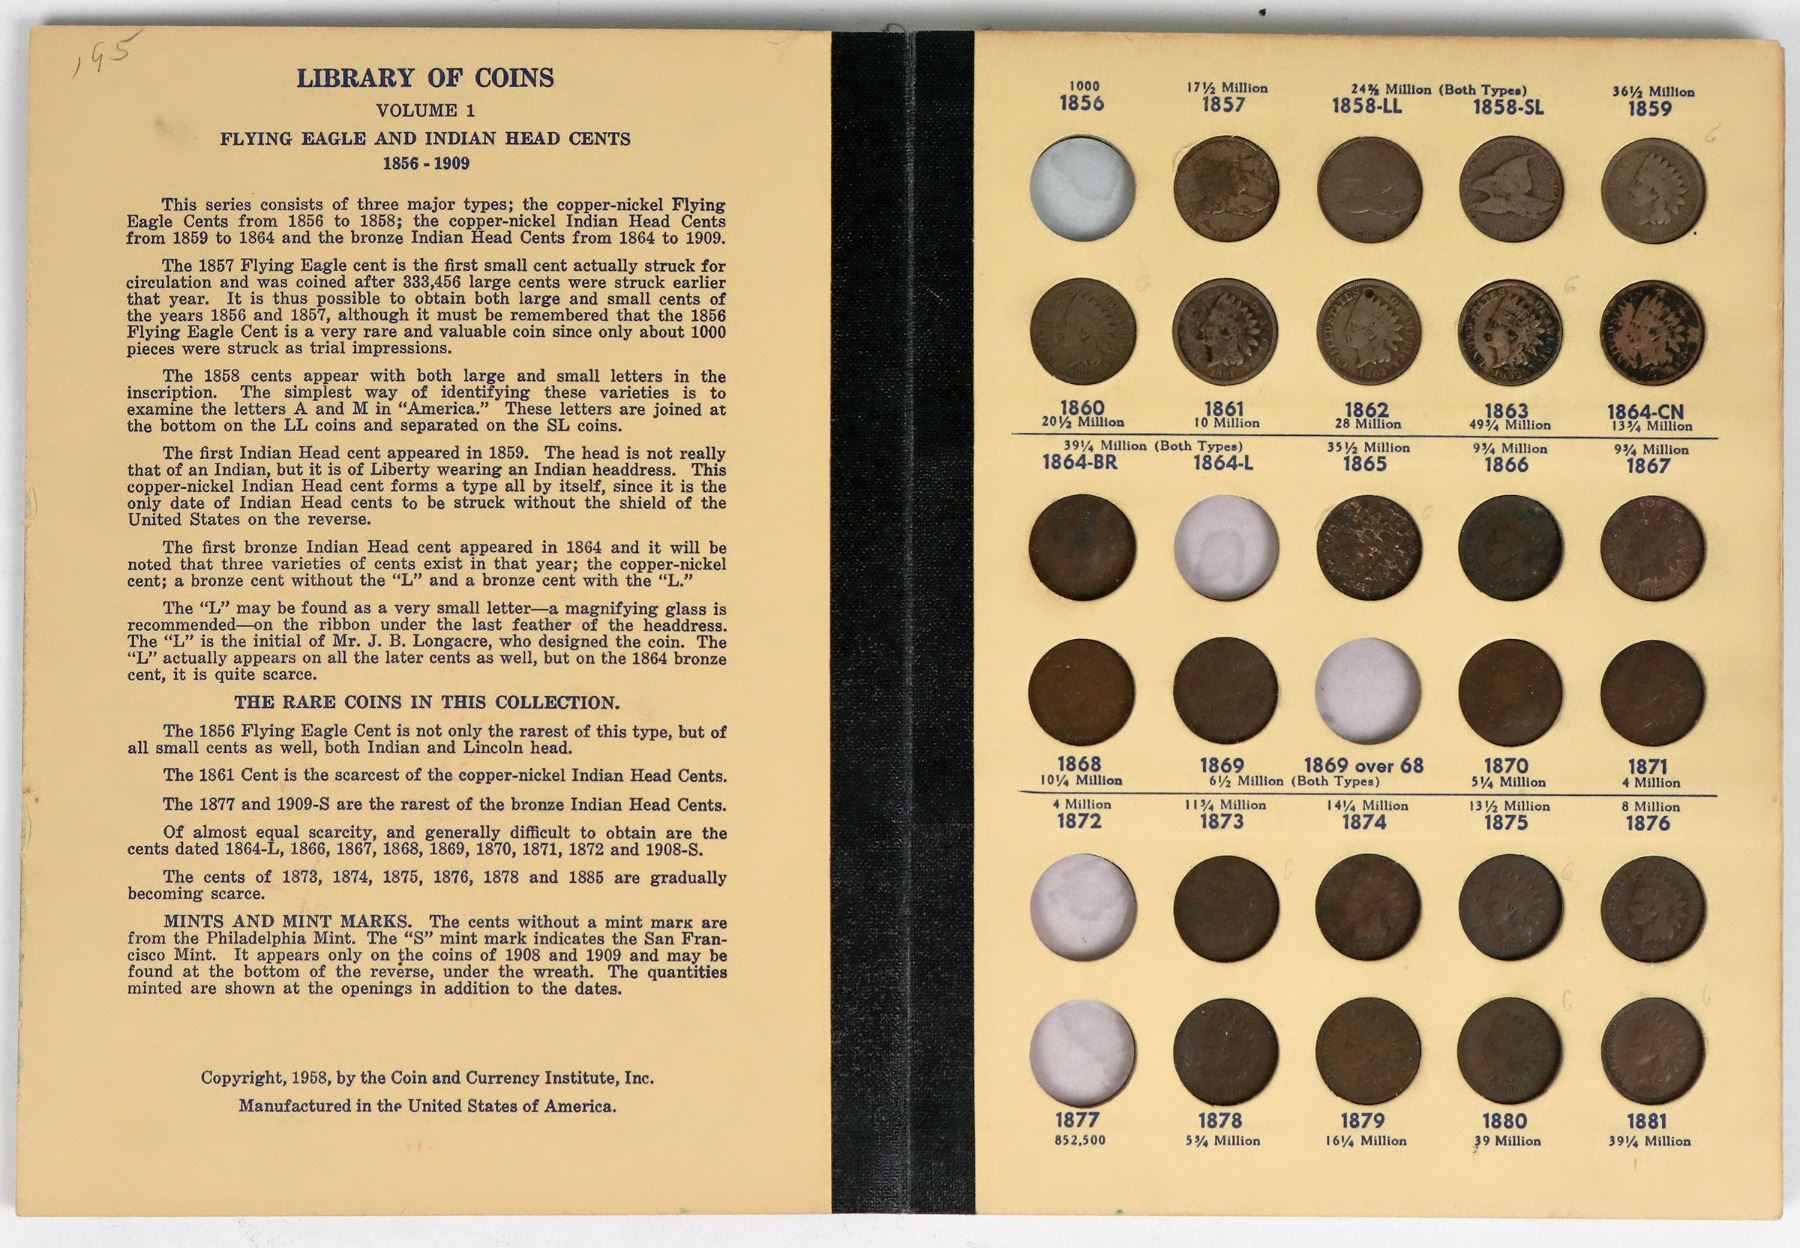 195
LIBRARY OF COINS
VOLUME 1
FLYING EAGLE AND INDIAN HEAD CENTS
1856 - 1909
This series consists of three major types; the copper-nickel Flying
Eagle Cents from 1856 to 1858; the copper-nickel Indian Head Cents
from 1859 to 1864 and the bronze Indian Head Cents from 1864 to 1909.
The 1857 Flying Eagle cent is the first small cent actually struck for
circulation and was coined after 333,456 large cents were struck earlier
that year. It is thus possible to obtain both large and small cents of
the years 1856 and 1857, although it must be remembered that the 1856
Flying Eagle Cent is a very rare and valuable coin since only about 1000
pieces were struck as trial impressions.
The 1858 cents appear with both large and small letters in the
inscription. The simplest way of identifying these varieties is to
examine the letters A and M in “America.” These letters are joined at
the bottom on the LL coins and separated on the SL coins.
The first Indian Head cent appeared in 1859. The head is not really
that of an Indian, but it is of Liberty wearing an Indian headdress. This
copper-nickel Indian Head cent forms a type all by itself, since it is the
only date of Indian Head cents to be struck without the shield of the
United States on the reverse.
The first bronze Indian Head cent appeared in 1864 and it will be
noted that three varieties of cents exist in that year; the copper-nickel
cent; a bronze cent without the “L” and a bronze cent with the “L.”
The “L” may be found as a very small letter—a magnifying glass is
recommended—on the ribbon under the last feather of the headdress.
The “L” is the initial of Mr. J. B. Longacre, who designed the coin. The
“L” actually appears on all the later cents as well, but on the 1864 bronze
cent, it is quite scarce.
THE RARE COINS IN THIS COLLECTION.
The 1856 Flying Eagle Cent is not only the rarest of this type, but of
all small cents as well, both Indian and Lincoln head.
The 1861 Cent is the scarcest of the copper-nickel Indian Head Cents.
The 1877 and 1909-S are the rarest of the bronze Indian Head Cents.
Of almost equal scarcity, and generally difficult to obtain are the
cents dated 1864-L, 1866, 1867, 1868, 1869, 1870, 1871, 1872 and 1908-S.
The cents of 1873, 1874, 1875, 1876, 1878 and 1885 are gradually
becoming scarce.
MINTS AND MINT MARKS. The cents without a mint mark are
from the Philadelphia Mint. The “S” mint mark indicates the San Fran-
cisco Mint. It appears only on the coins of 1908 and 1909 and may be
found at the bottom of the reverse, under the wreath. The quantities
minted are shown at the openings in addition to the dates.
Copyright, 1958, by the Coin and Currency Institute, Inc.
Manufactured in the United States of America.
1000 17½ Million 24⅗ Million (Both Types) 36½ Million
1856 1857 1858-LL 1858-SL 1859
1860 1861 1862 1863 1864-CN
20½ Million 10 Million 28 Million 49¾ Million 13¾ Million
39¼ Million (Both Types) 35½ Million 9¾ Million 9¾ Million
1864-BR 1864-L 1865 1866 1867
1868 1869 1869 over 68 1870 1871
10¼ Million 6½ Million (Both Types) 5¼ Million 4 Million
4 Million 11¾ Million 14¼ Million 13½ Million 8 Million
1872 1873 1874 1875 1876
1877 1878 1879 1880 1881
852,500 5¾ Million 16¼ Million 39 Million 39¼ Million